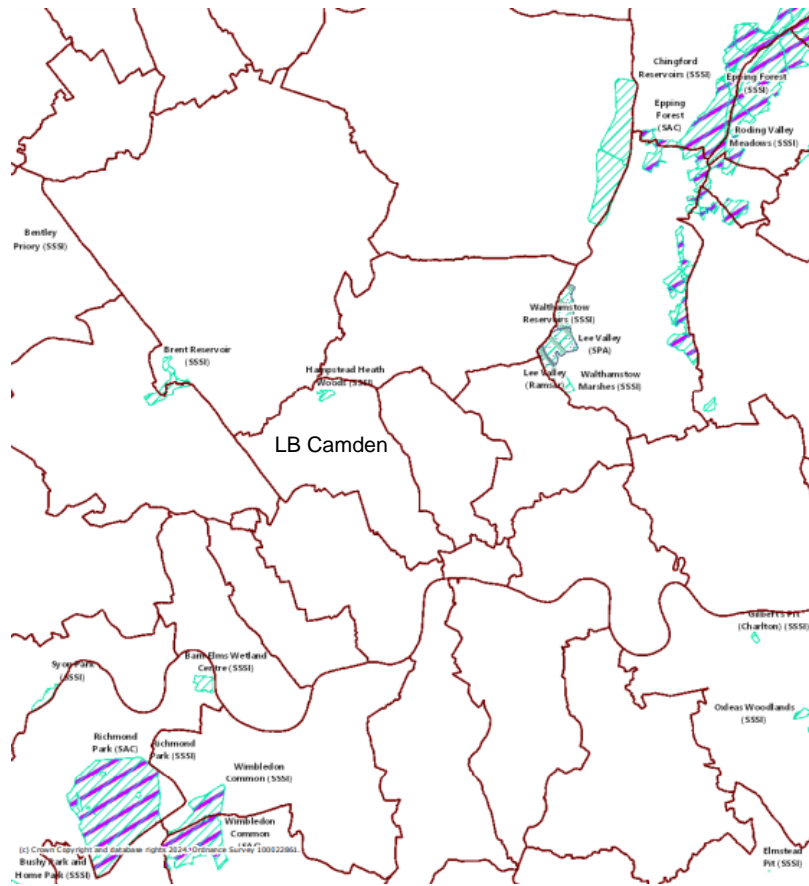 Chingford
Reservoirs (SSSI)
Epping Forest
(SSSI)
Epping
Forest
(SAC)
Roding Valley
Meadows (SSSI)
Bentley
Priory (SSSI)
Walthamstow
Reservoirs (SSSI)
Brent Reservoir
(SSSI)
Lee Valley
(SPA)
Hampstead Heath
Woods (SSSI)
Lee Valley
(Ramsar)
Walthamstow
Marshes (SSSI)
LB Camden
Gilbert's Pit
(Charlton) (SSSI)
Syon Park
(SSSI)
Barn Elms Wetland
Centre (SSSI)
Oxleas Woodlands
(SSSI)
Richmond
Park (SAC)
Richmond
Park (SSSI)
Wimbledon
Common (SSSI)
Wimbledon
Common
(SAC)
(c) Crown Copyright and database rights 2024. Ordnance Survey 100022861.
Bushy Park and
Home Park (SSSI)
Elmstead
Pit (SSSI)